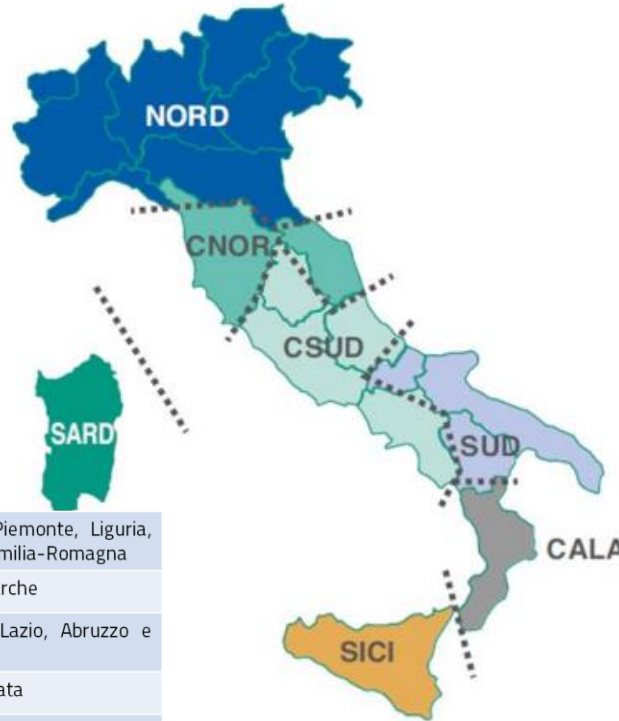 NORD
CNOR
CSUD
SARD
SUD
CALA
SICI
Piemonte, Liguria,
milia-Romagna
rche
Lazio, Abruzzo e
ata